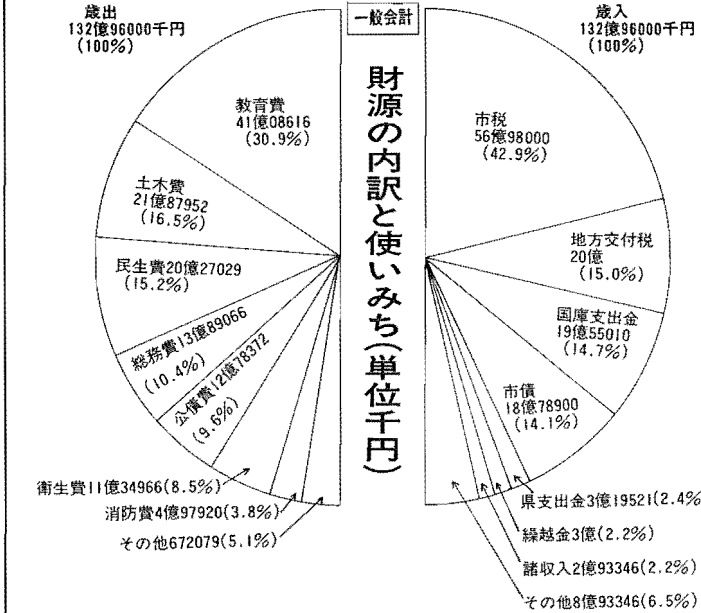 歳出
132億96000千円
(100%)
一般会計
歳入
132億96000千円
(100%)
財源の内訳と使いみち(単位千円)
教育費
41億08616
(30.9%)
土木費
21億87952
(16.5%)
民生費20億27029
(15.2%)
総務費13億89066
(10.4%)
公債費12億78372
(9.6%)
衛生費11億34966(8.5%)
消防費4億97920(3.8%)
その他672079(5.1%)
市税
56億98000
(42.9%)
地方交付税
20億
(15.0%)
国庫支出金
19億55010
(14.7%)
市債
18億78900
(14.1%)
県支出金3億19521(2.4%
繰越金3億(2.2%)
諸収入2億93346(2.2%)
その他8億93346(6.5%)